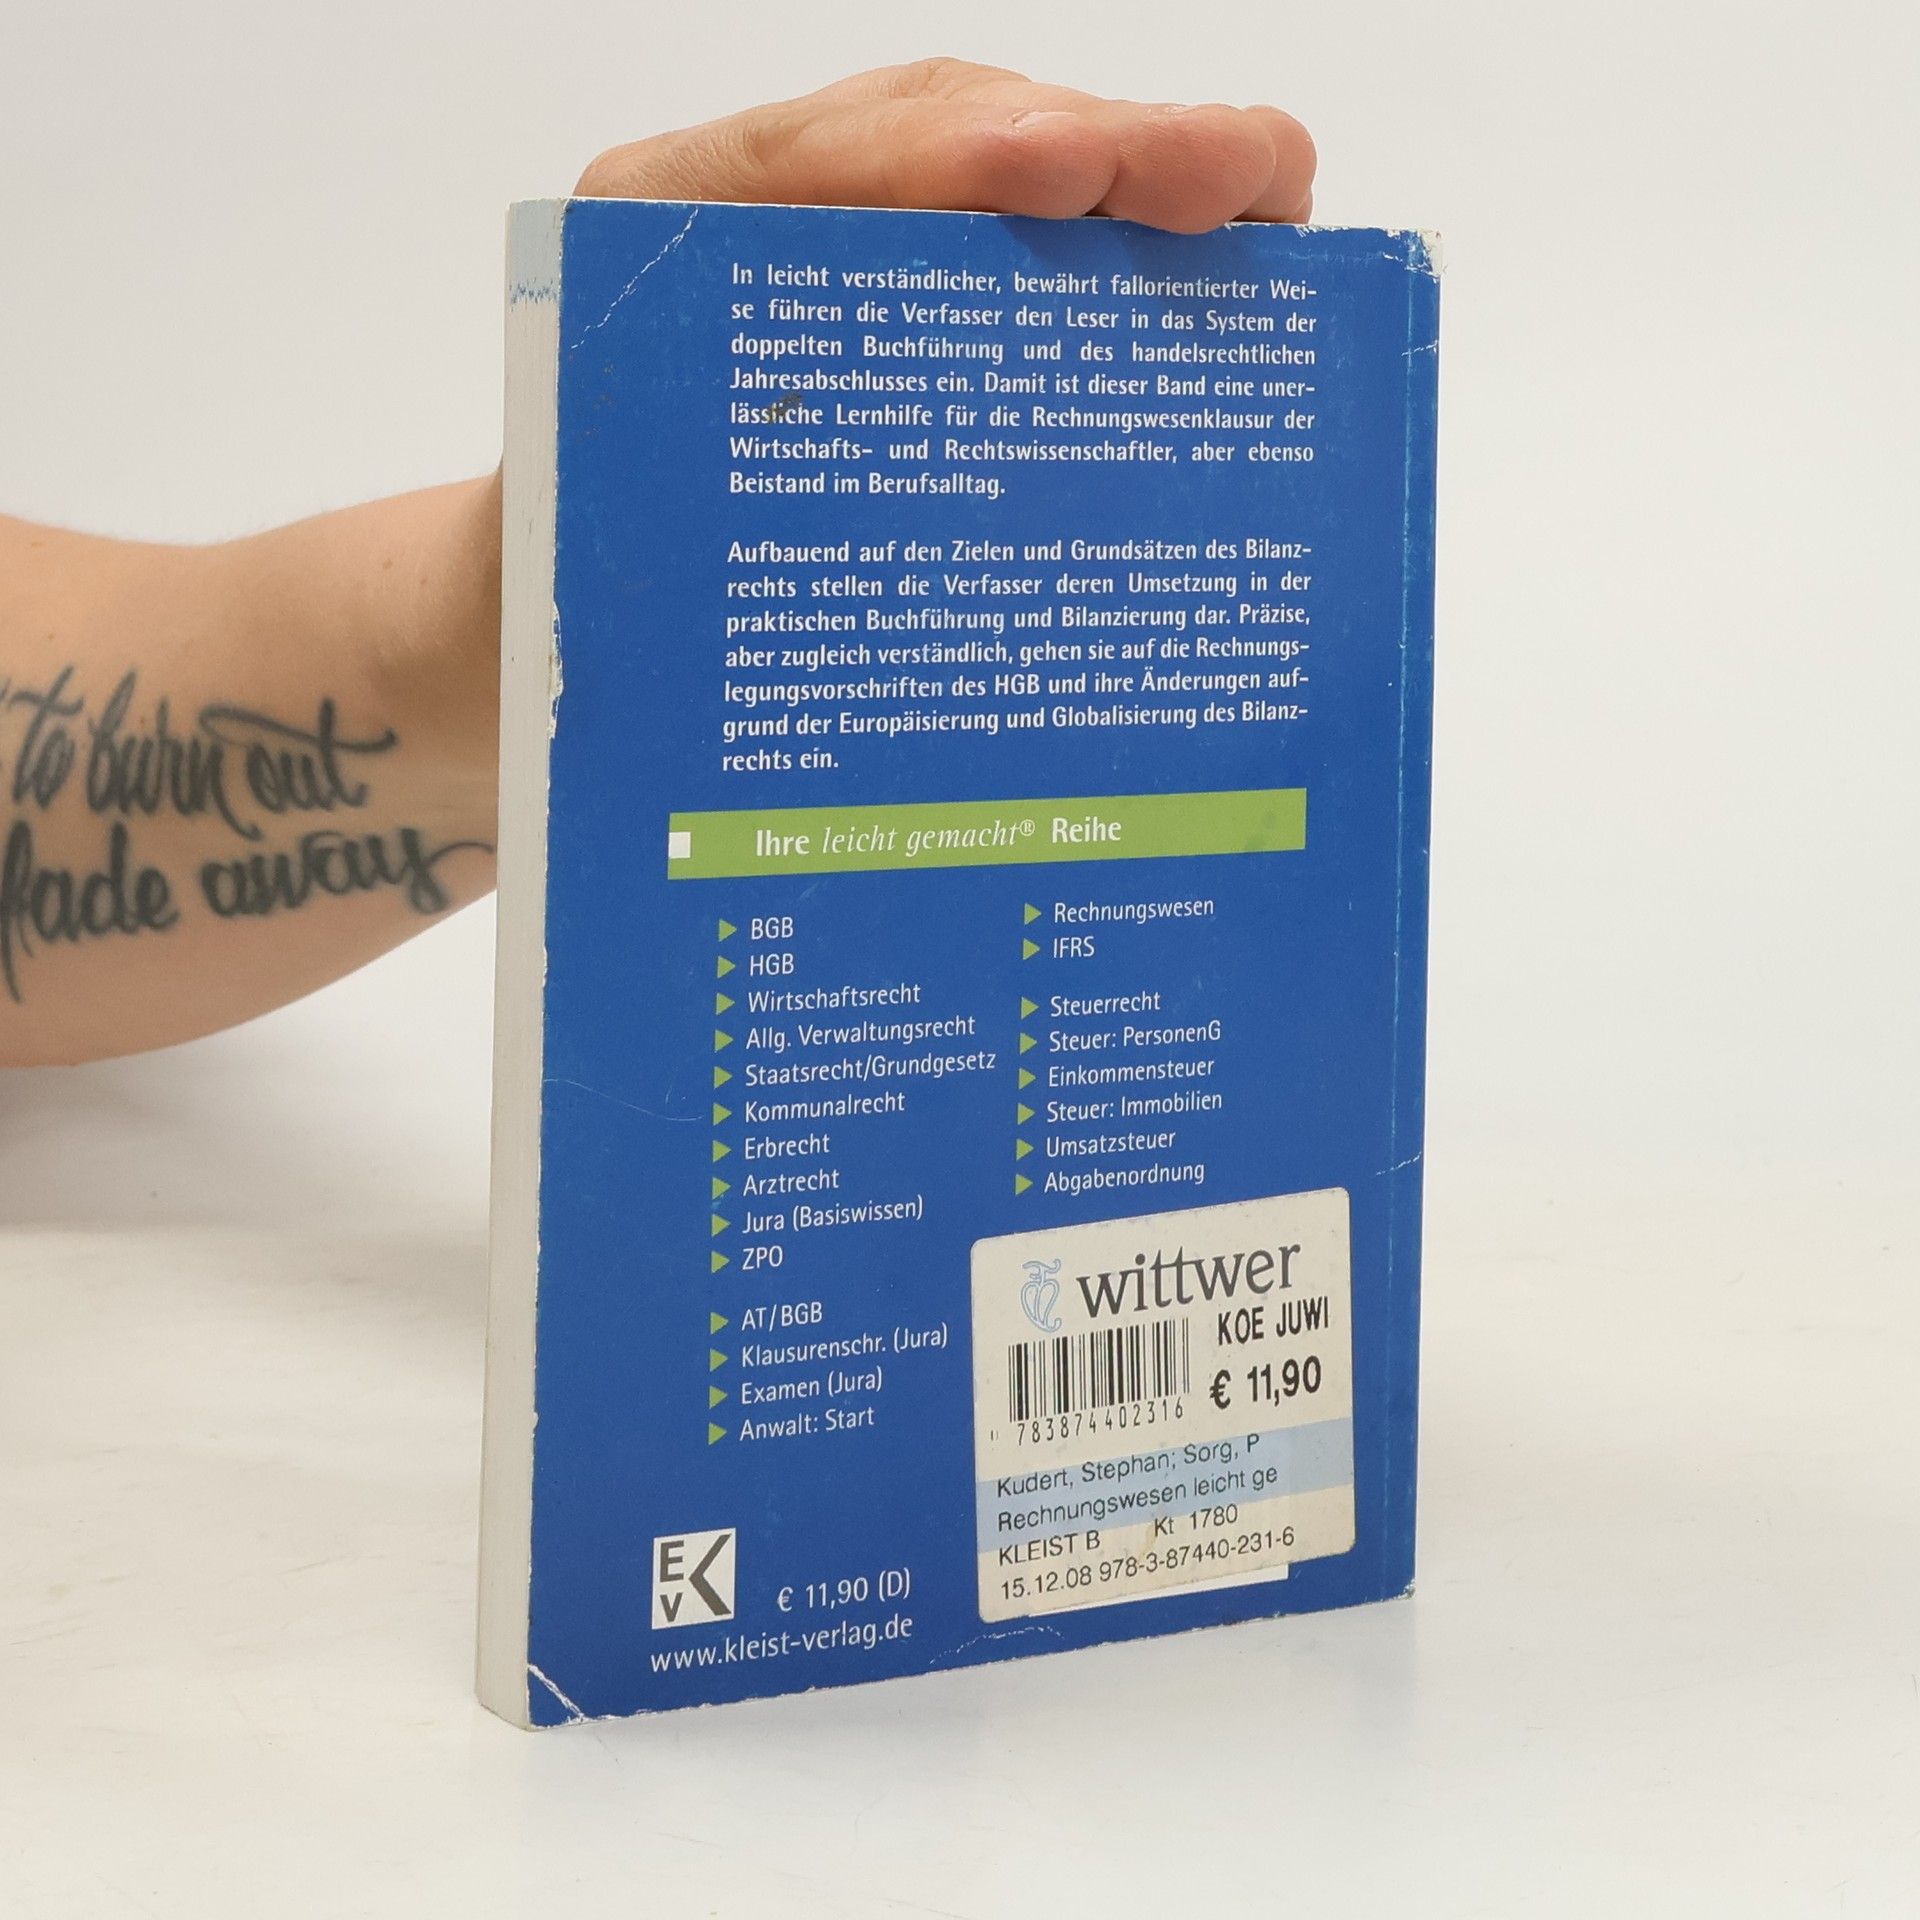 to burn out
fade away
In leicht verständlicher, bewährt fallorientierter Wei-
se führen die Verfasser den Leser in das System der
doppelten Buchführung und des handelsrechtlichen
Jahresabschlusses ein. Damit ist dieser Band eine uner-
lässliche Lernhilfe für die Rechnungswesenklausur der
Wirtschafts- und Rechtswissenschaftler, aber ebenso
Beistand im Berufsalltag.
Aufbauend auf den Zielen und Grundsätzen des Bilanz-
rechts stellen die Verfasser deren Umsetzung in der
praktischen Buchführung und Bilanzierung dar. Präzise,
aber zugleich verständlich, gehen sie auf die Rechnungs-
legungsvorschriften des HGB und ihre Änderungen auf-
grund der Europäisierung und Globalisierung des Bilanz-
rechts ein.
Ihre leicht gemacht® Reihe
BGB
HGB
Wirtschaftsrecht
Allg. Verwaltungsrecht
Staatsrecht/Grundgesetz
Kommunalrecht
Erbrecht
Arztrecht
Jura (Basiswissen)
ZPO
AT/BGB
Klausurenschr. (Jura)
Examen (Jura)
Anwalt: Start
Rechnungswesen
IFRS
Steuerrecht
Steuer: PersonenG
Einkommensteuer
Steuer: Immobilien
Umsatzsteuer
Abgabenordnung
wittwer
KOE JUWI
€ 11,90
783874402316
Kudert, Stephan; Sorg, P
Rechnungswesen leicht ge
KLEIST B Kt 1780
15.12.08 978-3-87440-231-6
EKV
€ 11,90 (D)
www.kleist-verlag.de